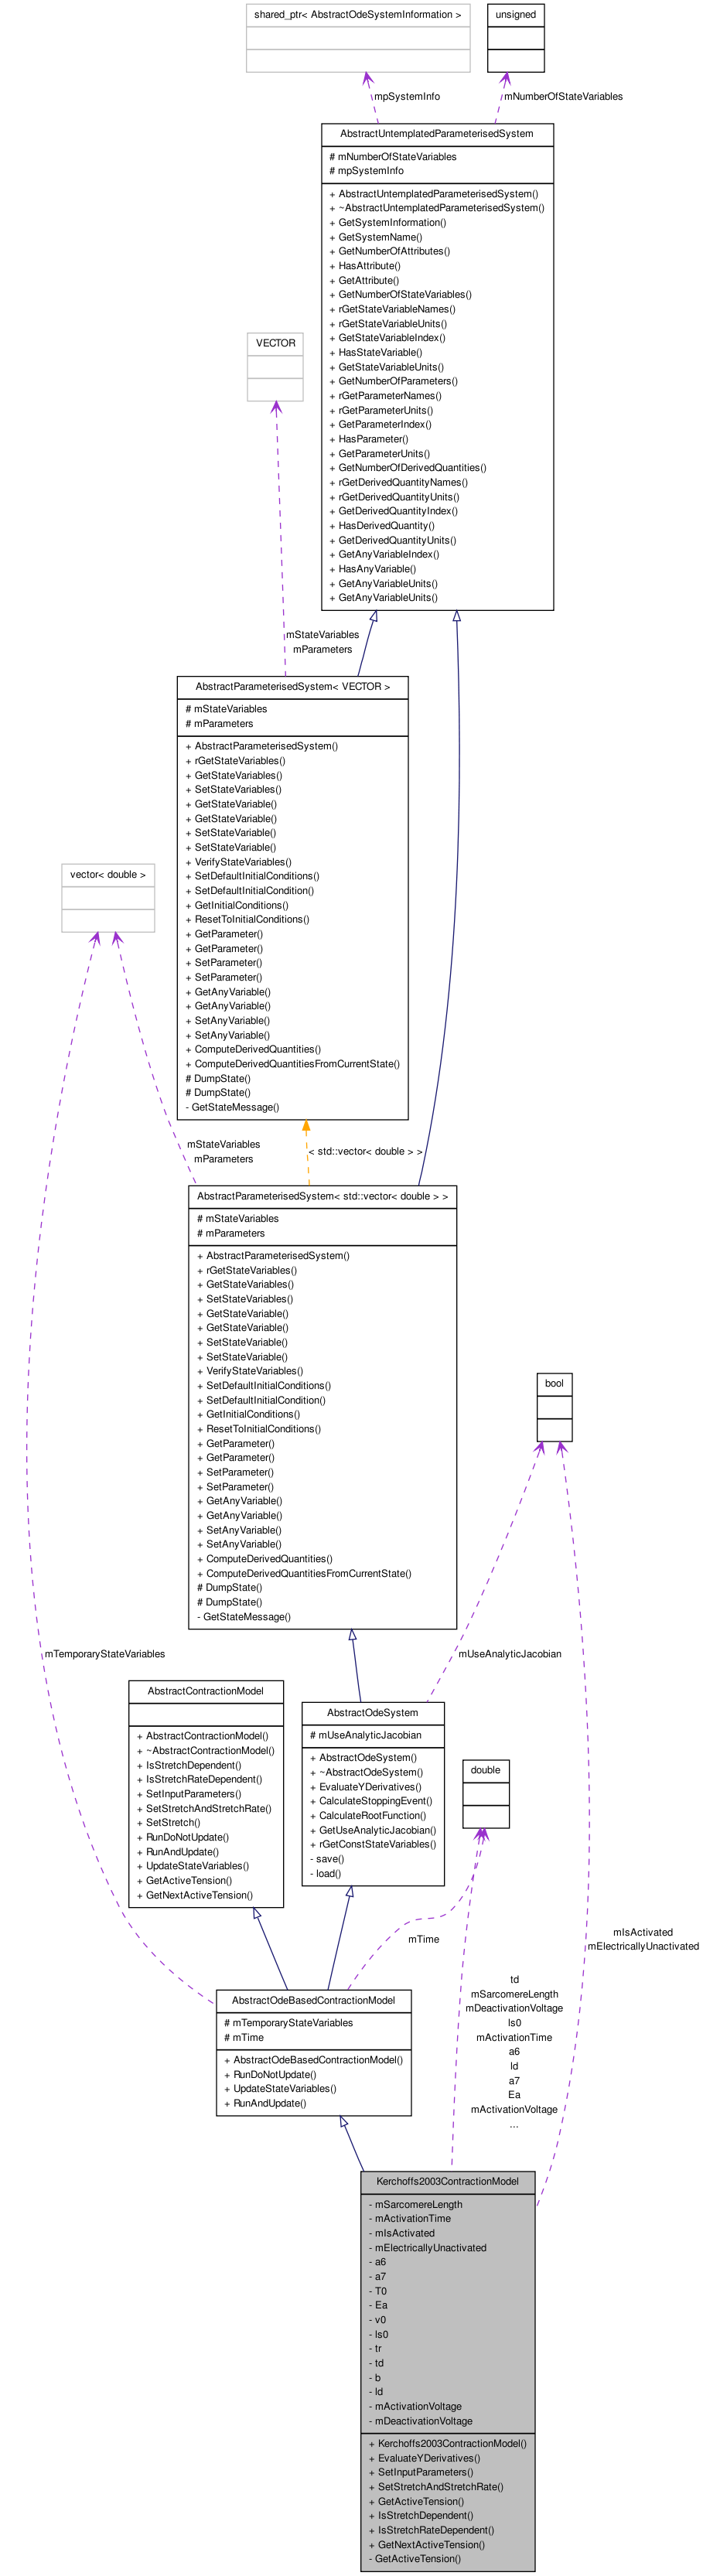 shared_ptr< AbstractOdeSystemInformation >
unsigned
mpSystemInfo
mNumberOfStateVariables
AbstractUntemplatedParameterisedSystem
# mNumberOfStateVariables
# mpSystemInfo
+ AbstractUntemplatedParameterisedSystem()
+ ~AbstractUntemplatedParameterisedSystem()
+ GetSystemInformation()
+ GetSystemName()
+ GetNumberOfAttributes()
+ HasAttribute()
+ GetAttribute()
+ GetNumberOfStateVariables()
+ rGetStateVariableNames()
+ rGetStateVariableUnits()
+ GetStateVariableIndex()
+ HasStateVariable()
+ GetStateVariableUnits()
+ GetNumberOfParameters()
+ rGetParameterNames()
+ rGetParameterUnits()
+ GetParameterIndex()
+ HasParameter()
+ GetParameterUnits()
+ GetNumberOfDerivedQuantities()
+ rGetDerivedQuantityNames()
+ rGetDerivedQuantityUnits()
+ GetDerivedQuantityIndex()
+ HasDerivedQuantity()
+ GetDerivedQuantityUnits()
+ GetAnyVariableIndex()
+ HasAnyVariable()
+ GetAnyVariableUnits()
+ GetAnyVariableUnits()
VECTOR
mStateVariables
mParameters
AbstractParameterisedSystem< VECTOR >
# mStateVariables
# mParameters
+ AbstractParameterisedSystem()
+ rGetStateVariables()
+ GetStateVariables()
+ SetStateVariables()
+ GetStateVariable()
+ GetStateVariable()
+ SetStateVariable()
+ SetStateVariable()
+ VerifyStateVariables()
+ SetDefaultInitialConditions()
+ SetDefaultInitialCondition()
+ GetInitialConditions()
+ ResetToInitialConditions()
+ GetParameter()
+ GetParameter()
+ SetParameter()
+ SetParameter()
+ GetAnyVariable()
+ GetAnyVariable()
+ SetAnyVariable()
+ SetAnyVariable()
+ ComputeDerivedQuantities()
+ ComputeDerivedQuantitiesFromCurrentState()
# DumpState()
# DumpState()
- GetStateMessage()
vector< double >
mStateVariables
mParameters
< std::vector< double > >
AbstractParameterisedSystem< std::vector< double > >
# mStateVariables
# mParameters
+ AbstractParameterisedSystem()
+ rGetStateVariables()
+ GetStateVariables()
+ SetStateVariables()
+ GetStateVariable()
+ GetStateVariable()
+ SetStateVariable()
+ SetStateVariable()
+ VerifyStateVariables()
+ SetDefaultInitialConditions()
+ SetDefaultInitialCondition()
+ GetInitialConditions()
+ ResetToInitialConditions()
+ GetParameter()
+ GetParameter()
+ SetParameter()
+ SetParameter()
+ GetAnyVariable()
+ GetAnyVariable()
+ SetAnyVariable()
+ SetAnyVariable()
+ ComputeDerivedQuantities()
+ ComputeDerivedQuantitiesFromCurrentState()
# DumpState()
# DumpState()
- GetStateMessage()
bool
mTemporaryStateVariables
mUseAnalyticJacobian
AbstractContractionModel
+ AbstractContractionModel()
+ ~AbstractContractionModel()
+ IsStretchDependent()
+ IsStretchRateDependent()
+ SetInputParameters()
+ SetStretchAndStretchRate()
+ SetStretch()
+ RunDoNotUpdate()
+ RunAndUpdate()
+ UpdateStateVariables()
+ GetActiveTension()
+ GetNextActiveTension()
AbstractOdeSystem
# mUseAnalyticJacobian
+ AbstractOdeSystem()
+ ~AbstractOdeSystem()
+ EvaluateYDerivatives()
+ CalculateStoppingEvent()
+ CalculateRootFunction()
+ GetUseAnalyticJacobian()
+ rGetConstStateVariables()
- save()
- load()
double
mTime
mIsActivated
mElectricallyUnactivated
td
mSarcomereLength
mDeactivationVoltage
ls0
mActivationTime
a6
ld
a7
Ea
mActivationVoltage
...
AbstractOdeBasedContractionModel
# mTemporaryStateVariables
# mTime
+ AbstractOdeBasedContractionModel()
+ RunDoNotUpdate()
+ UpdateStateVariables()
+ RunAndUpdate()
Kerchoffs2003ContractionModel
- mSarcomereLength
- mActivationTime
- mIsActivated
- mElectricallyUnactivated
- a6
- a7
- T0
- Ea
- v0
- ls0
- tr
- td
- b
- ld
- mActivationVoltage
- mDeactivationVoltage
+ Kerchoffs2003ContractionModel()
+ EvaluateYDerivatives()
+ SetInputParameters()
+ SetStretchAndStretchRate()
+ GetActiveTension()
+ IsStretchDependent()
+ IsStretchRateDependent()
+ GetNextActiveTension()
- GetActiveTension()